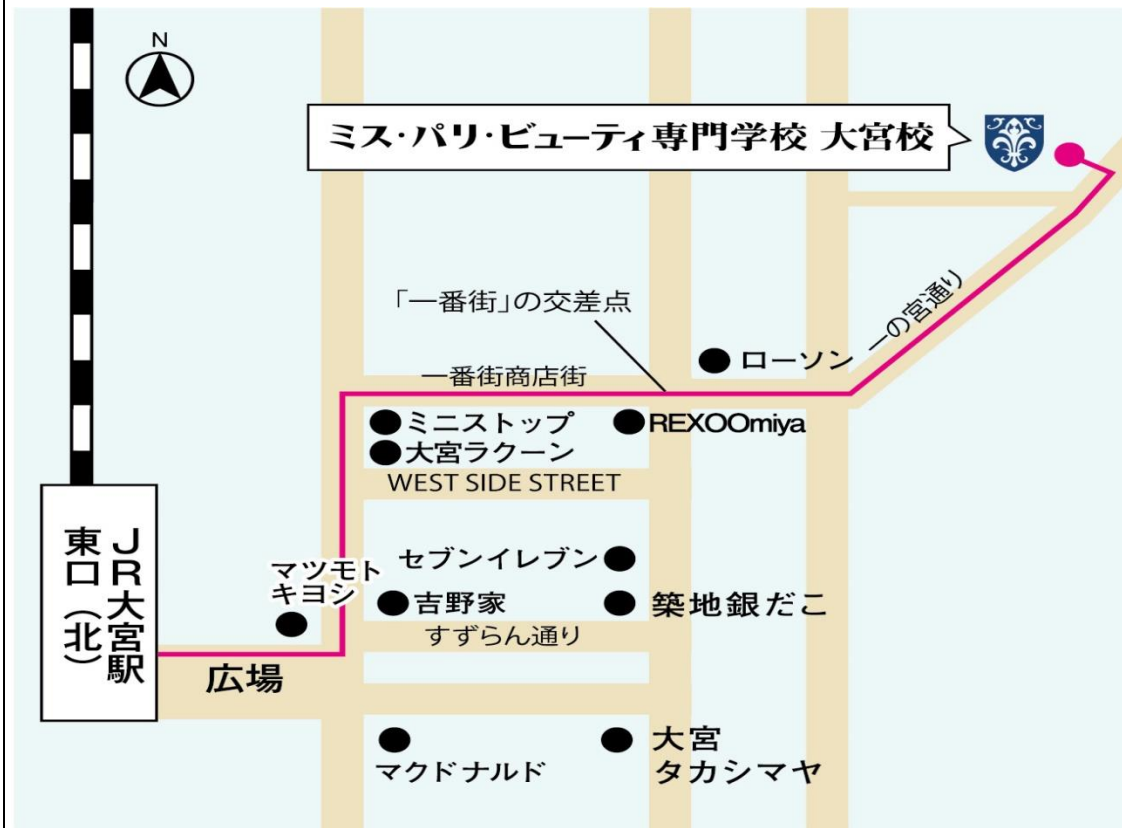 N
ミス・パリ・ビューティ専門学校 大宮校
「一番街」の交差点
ローソン
一の宮通り
一番街商店街
ミニストップ
REXOOmiya
大宮ラクーン
WEST SIDE STREET
JR大宮駅
東口(北)
マツモト
キヨシ
セブンイレブン
吉野家
築地銀だこ
すずらん通り
広場
マクドナルド
大宮
タカシマヤ